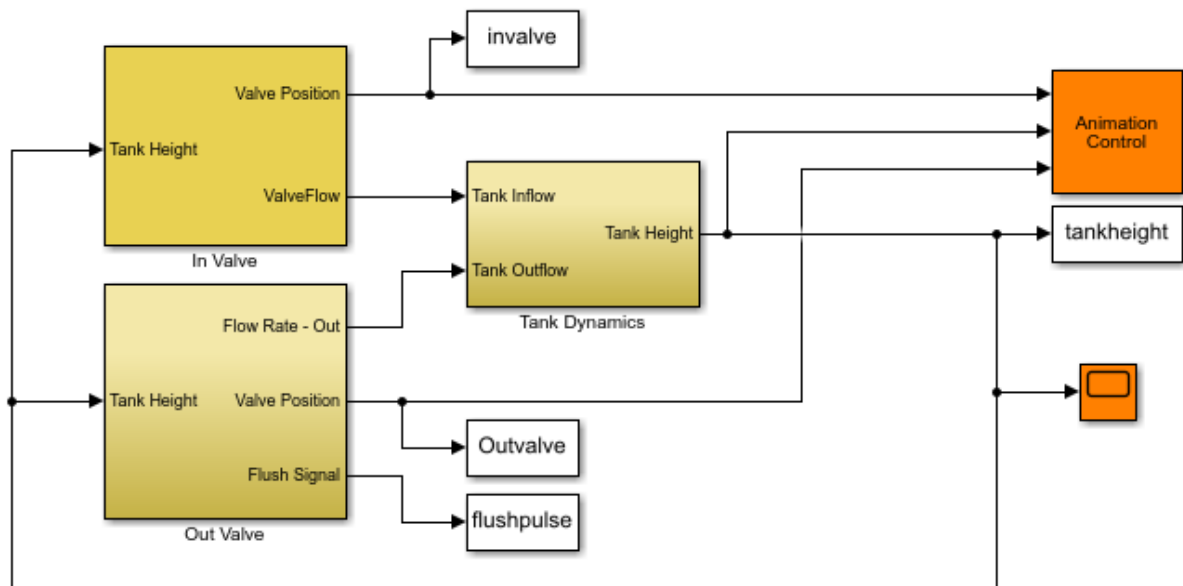 invalve
Valve Position
Tank Height
ValveFlow
In Valve
Tank Inflow
Tank Height
Tank Outflow
Tank Dynamics
Animation
Control
tankheight
Flow Rate - Out
Tank Height
Valve Position
Flush Signal
Out Valve
Outvalve
flushpulse